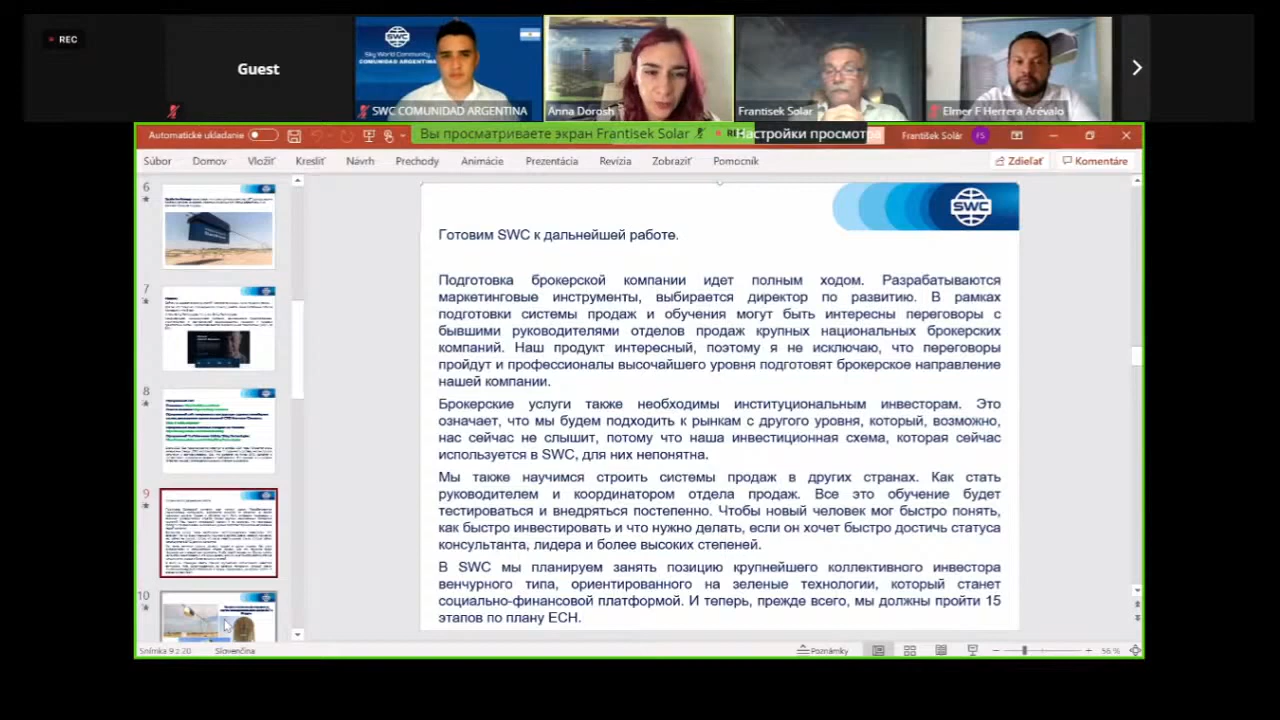 REC
Guest
SWC
Sky World Community
COMUNIDAD ARGENTINA
SWC COMUNIDAD ARGENTINA
Anna Dorosh
Frantisek Solar
Elmer F Herrera Arévalo
Automatické ukladanie
Вы просматриваете экран Frantisek Solar
Настройки просмотра
František Solár
FS
Súbor Domov Vložiť Kresliť Návrh Prechody Animácie Prezentácia Revízia Zobraziť Pomocník
Zdieľať
Komentáre
6
7
8
9
10
SWC
Готовим SWC к дальнейшей работе.
Подготовка брокерской компании идет полным ходом. Разрабатываются
маркетинговые инструменты, выбирается директор по развитию. В рамках
подготовки системы продаж и обучения могут быть интересны переговоры с
бывшими руководителями отделов продаж крупных национальных брокерских
компаний. Наш продукт интересный, поэтому я не исключаю, что переговоры
пройдут и профессионалы высочайшего уровня подготовят брокерское направление
нашей компании.
Брокерские услуги также необходимы институциональным инвесторам. Это
означает, что мы будем выходить к рынкам с другого уровня, который, возможно,
нас сейчас не слышит, потому что наша инвестиционная схема, которая сейчас
используется в SWC, для них непонятна.
Мы также научимся строить системы продаж в других странах. Как стать
руководителем и координатором отдела продаж. Все это обучение будет
тестироваться и внедряться постепенно. Чтобы новый человек мог быстро понять,
как быстро инвестировать и что нужно делать, если он хочет быстро достичь статуса
консультанта, лидера и нескольких степеней.
В SWC мы планируем занять позицию крупнейшего коллективного инвестора
венчурного типа, ориентированного на зеленые технологии, который станет
социально-финансовой платформой. И теперь, прежде всего, мы должны пройти 15
этапов по плану ECH.
Snímka 9 z 20
Slovenčina
Poznámky
56 %